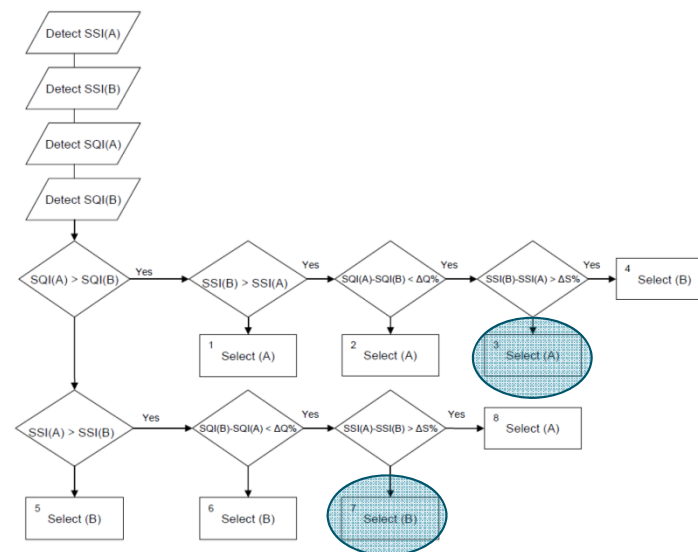 Detect SSI(A)
Detect SSI(B)
Detect SQI(A)
Detect SQI(B)
SQI(A) > SQI(B)
Yes
SSI(B) > SSI(A)
Yes
SQI(A)-SQI(B) < ΔQ%
Yes
SSI(B)-SSI(A) > ΔS%
Yes
4
Select (B)
1
Select (A)
2
Select (A)
3
Select (A)
SSI(A) > SSI(B)
Yes
SQI(B)-SQI(A) < ΔQ%
Yes
SSI(A)-SSI(B) > ΔS%
Yes
8
Select (A)
5
Select (B)
6
Select (B)
7
Select (B)